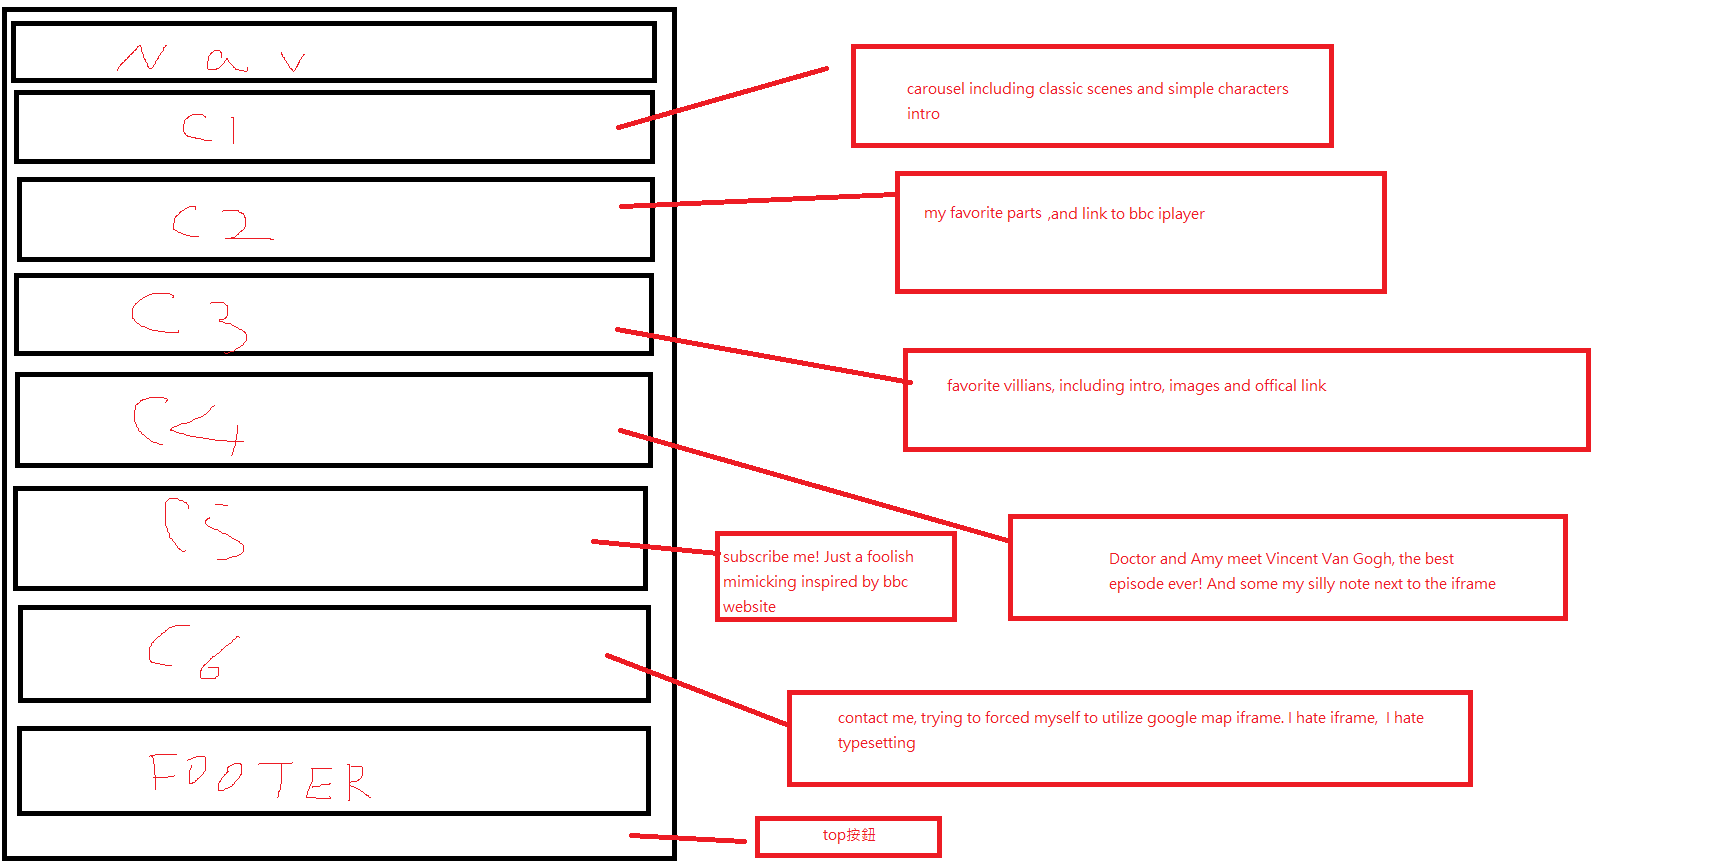 Nav
C1
carousel including classic scenes and simple characters
intro
C2
my favorite parts ,and link to bbc iplayer
C3
favorite villians, including intro, images and offical link
C4
Doctor and Amy meet Vincent Van Gogh, the best
episode ever! And some my silly note next to the iframe
C5
subscribe me! Just a foolish
mimicking inspired by bbc
website
C6
contact me, trying to forced myself to utilize google map iframe. I hate iframe, I hate
typesetting
FOOTER
top按鈕